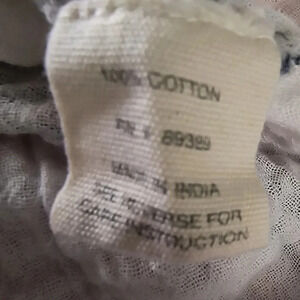 100% COTTON
RN # 89389
MADE IN INDIA
SEE REVERSE FOR
CARE INSTRUCTION